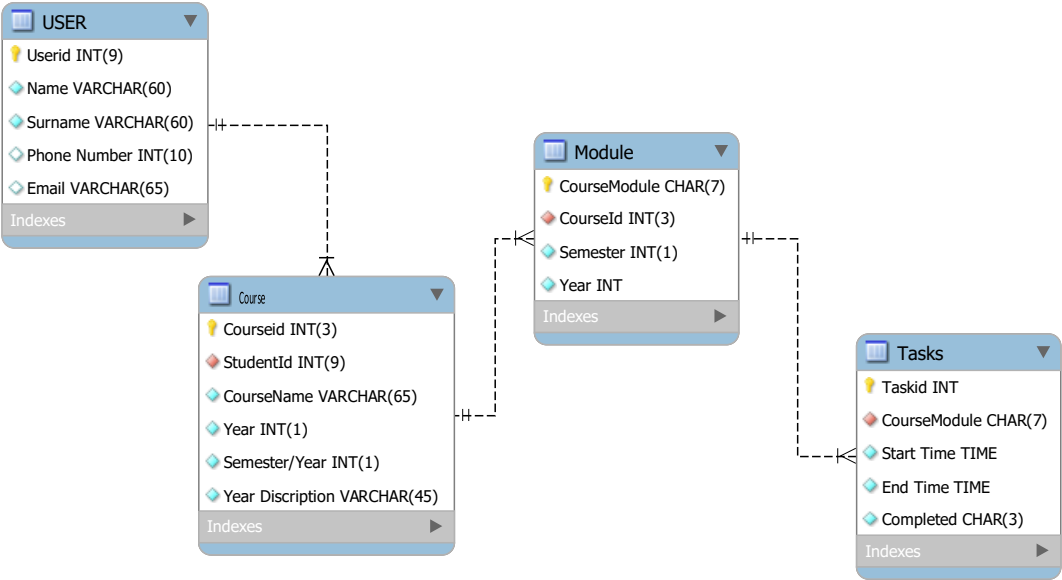 USER
Userid INT(9)
Name VARCHAR(60)
Surname VARCHAR(60)
Phone Number INT(10)
Email VARCHAR(65)
Indexes
Course
Courseid INT(3)
StudentId INT(9)
CourseName VARCHAR(65)
Year INT(1)
Semester/Year INT(1)
Year Discription VARCHAR(45)
Indexes
Module
CourseModule CHAR(7)
CourseId INT(3)
Semester INT(1)
Year INT
Indexes
Tasks
Taskid INT
CourseModule CHAR(7)
Start Time TIME
End Time TIME
Completed CHAR(3)
Indexes